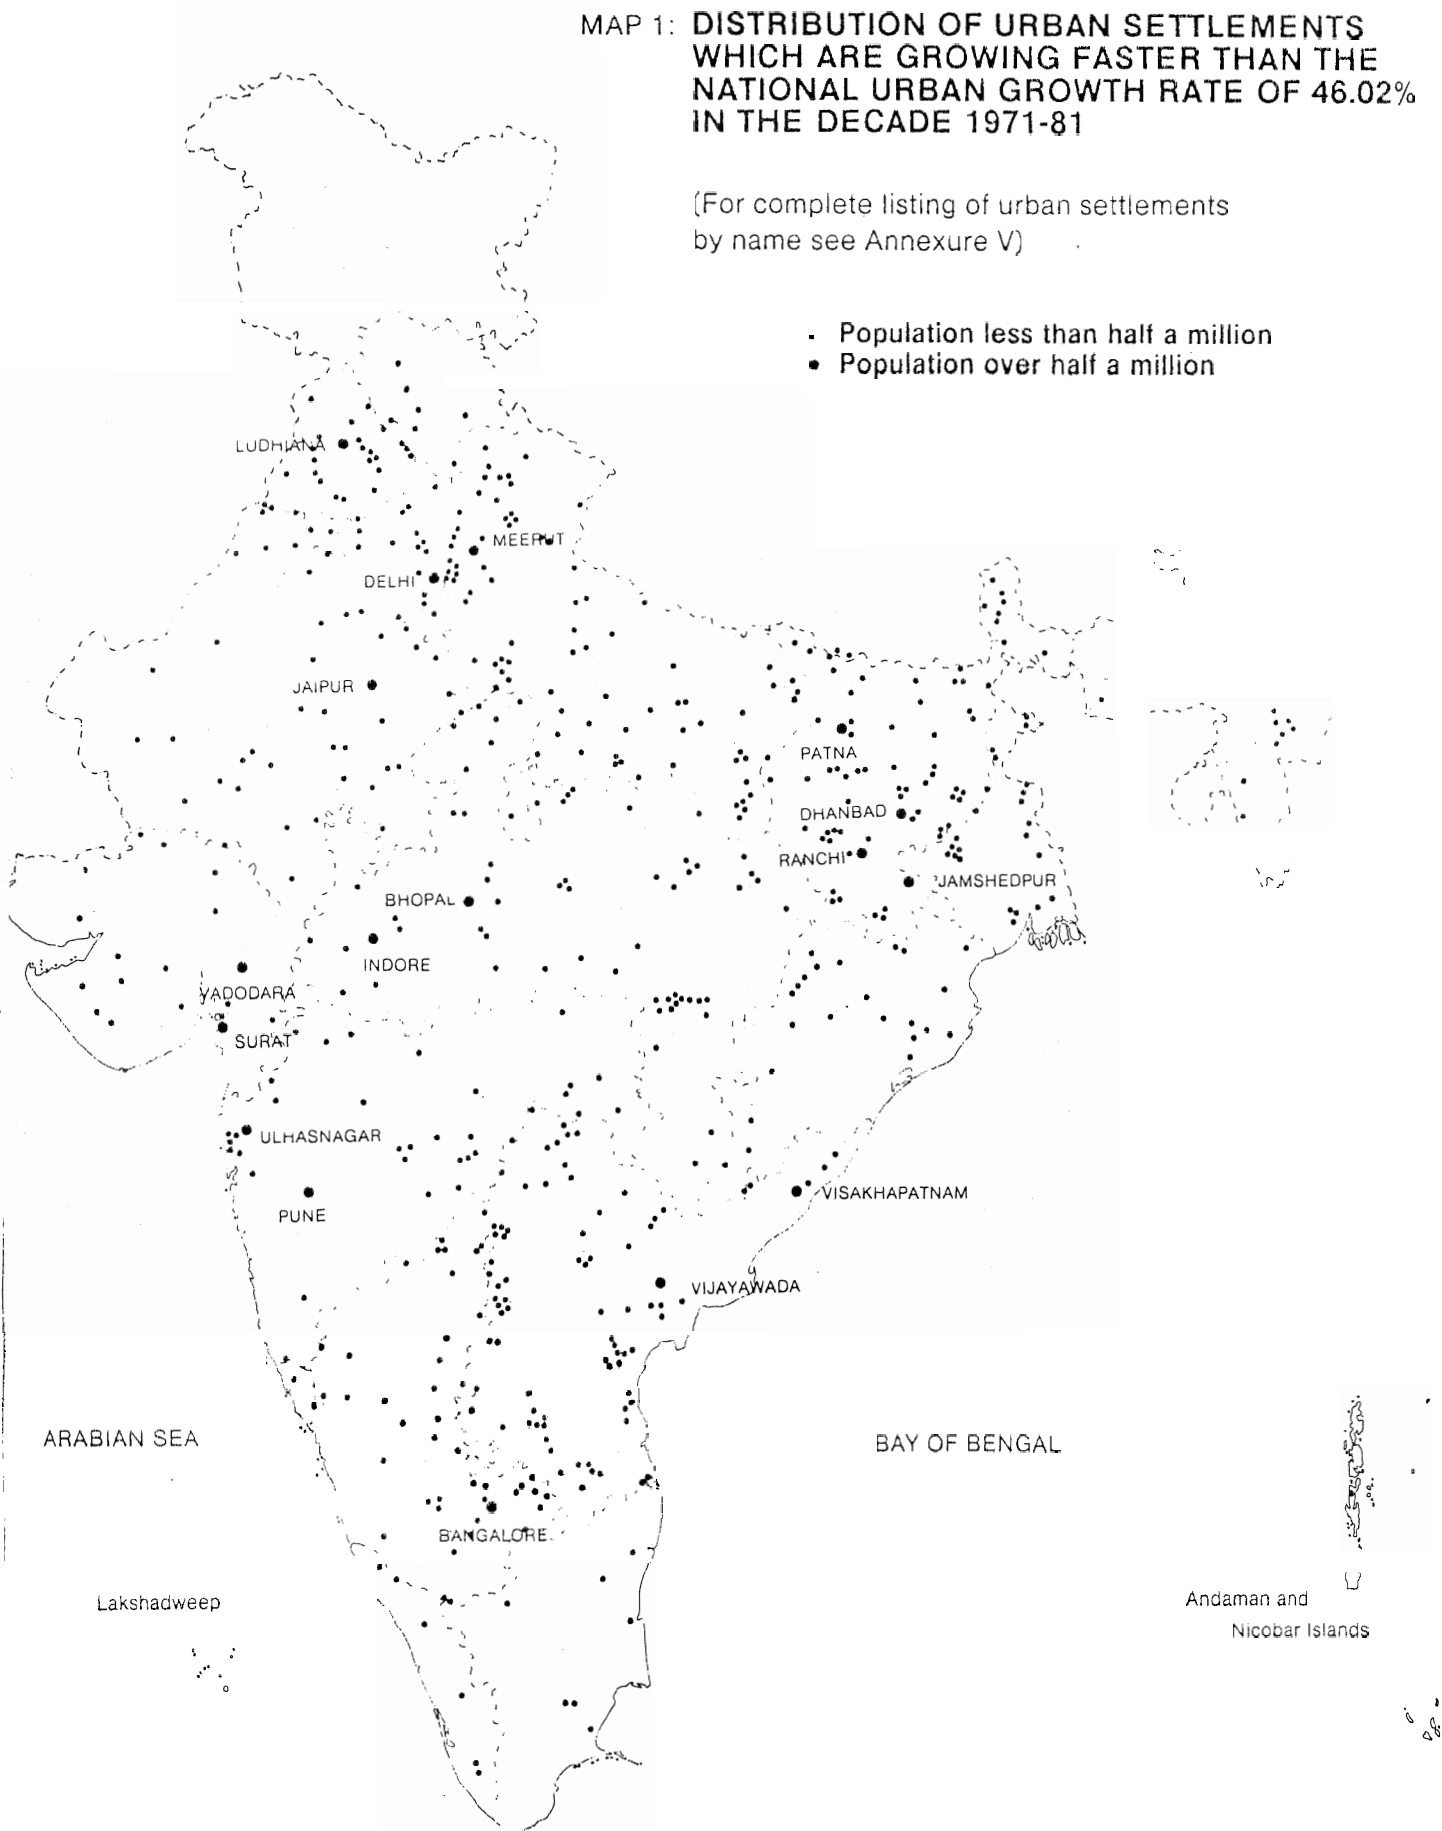 MAP 1: DISTRIBUTION OF URBAN SETTLEMENTS
WHICH ARE GROWING FASTER THAN THE
NATIONAL URBAN GROWTH RATE OF 46.02%
IN THE DECADE 1971-81
(For complete listing of urban settlements
by name see Annexure V)
Population less than half a million
Population over half a million
LUDHIANA
MEERUT
DELHI
JAIPUR
PATNA
DHANBAD
RANCHI
JAMSHEDPUR
BHOPAL
INDORE
VADODARA
SURAT
ULHASNAGAR
PUNE
VISAKHAPATNAM
VIJAYAWADA
ARABIAN SEA
BAY OF BENGAL
BANGALORE
Lakshadweep
Andaman and
Nicobar Islands